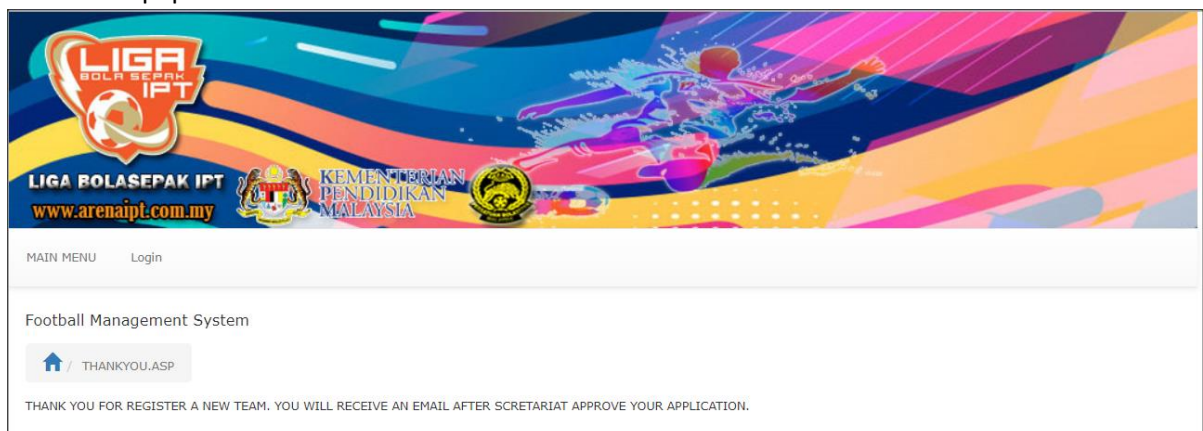 LIGA
BOLA SEPAK
IPT
LIGA BOLASEPAK IPT
www.arenaipt.com.my
KEMENTERIAN
PENDIDIKAN
MALAYSIA
MAIN MENU Login
Football Management System
/ THANKYOU.ASP
THANK YOU FOR REGISTER A NEW TEAM. YOU WILL RECEIVE AN EMAIL AFTER SCRETARIAT APPROVE YOUR APPLICATION.